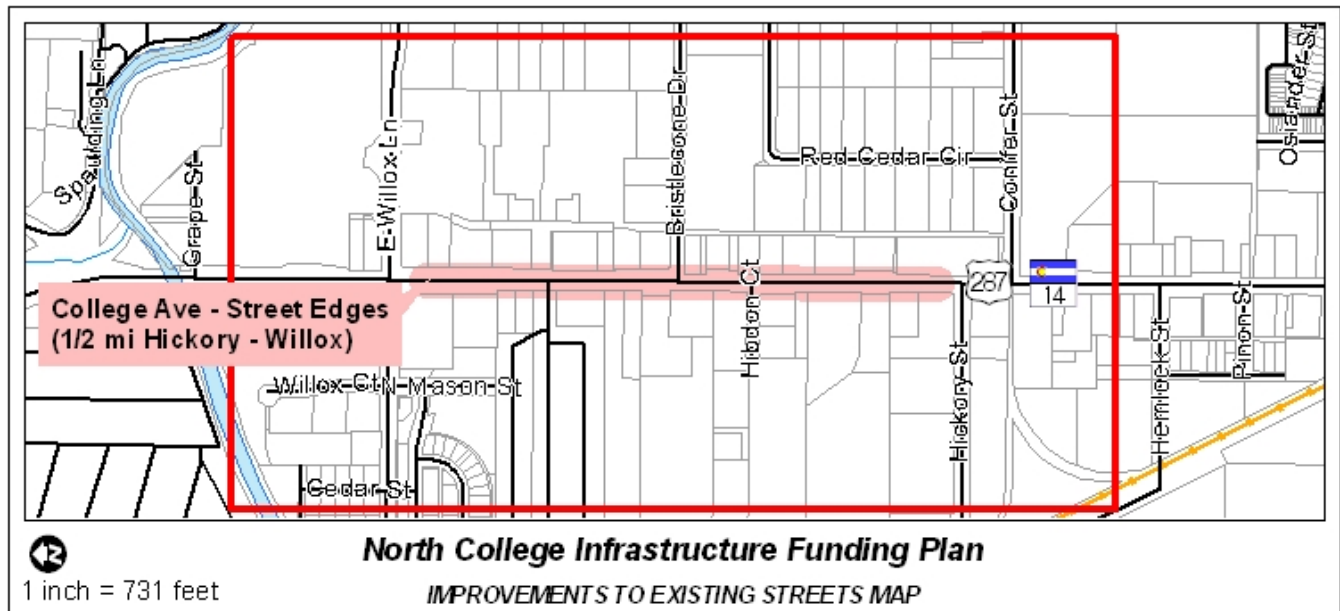 Spaulding Ln
Grape St
E Willox Ln
Bristlecone Dr
Red Cedar Cir
Conifer St
Osiander St
College Ave - Street Edges
(1/2 mi Hickory - Willox)
Hibdon Ct
287
14
Willox Ct
N Mason St
Cedar St
Hickory St
Hemlock St
Pinon St
N
North College Infrastructure Funding Plan
1 inch = 731 feet
IMPROVEMENTS TO EXISTING STREETS MAP